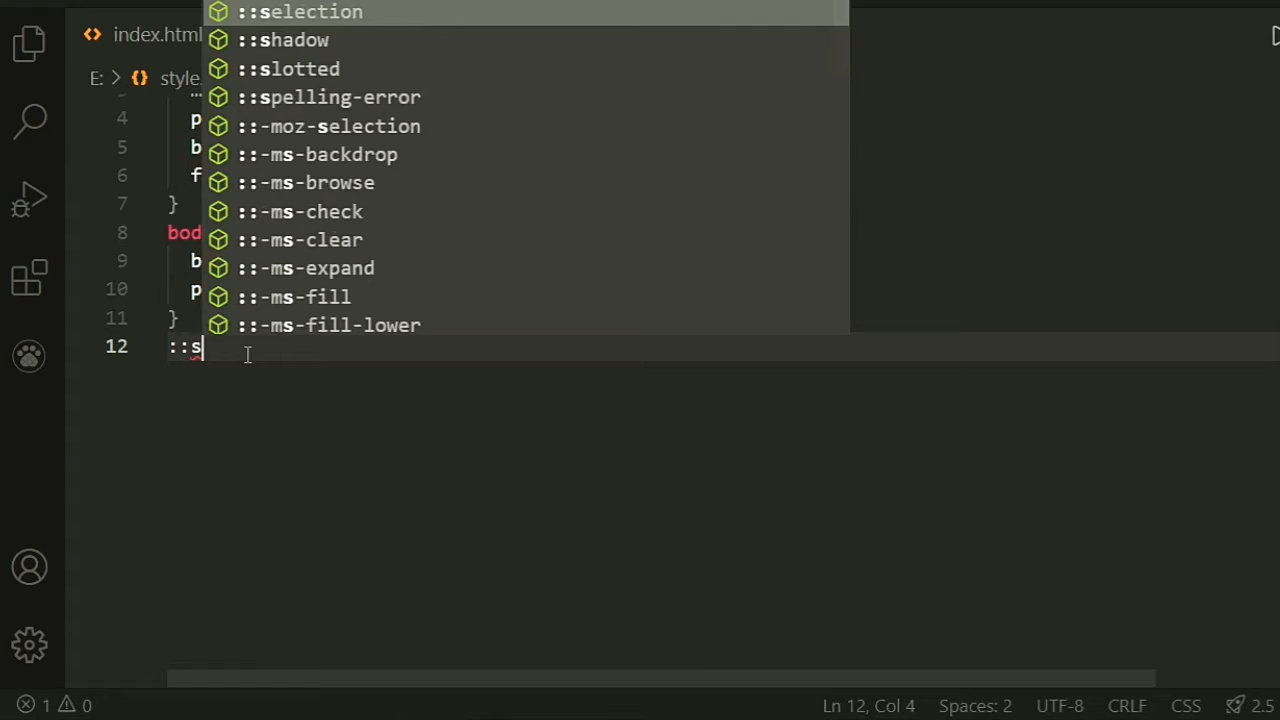 ::selection
index.html
::shadow
::slotted
E: > style.
::spelling-error
4 p
::-moz-selection
5 b
::-ms-backdrop
6 f
::-ms-browse
7 }
::-ms-check
8 bod
::-ms-clear
9 b
::-ms-expand
10 p
::-ms-fill
11 }
::-ms-fill-lower
12 ::s
1 0
Ln 12, Col 4 Spaces: 2 UTF-8 CRLF CSS 2.5